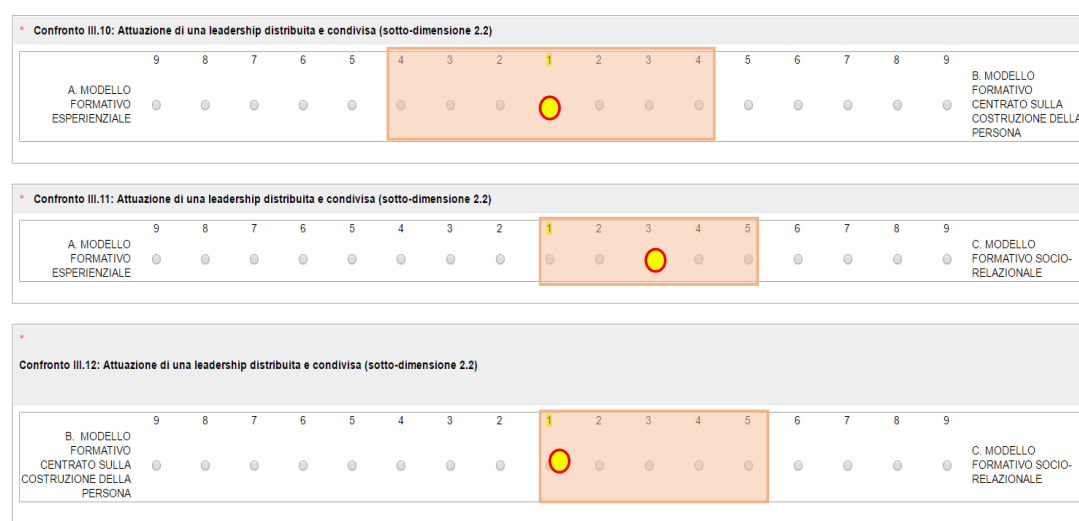 * Confronto III.10: Attuazione di una leadership distribuita e condivisa (sotto-dimensione 2.2)
9 8 7 6 5 4 3 2 1 2 3 4 5 6 7 8 9
A. MODELLO
FORMATIVO
ESPERIENZIALE
B. MODELLO
FORMATIVO
CENTRATO SULLA
COSTRUZIONE DELLA
PERSONA
* Confronto III.11: Attuazione di una leadership distribuita e condivisa (sotto-dimensione 2.2)
9 8 7 6 5 4 3 2 1 2 3 4 5 6 7 8 9
A. MODELLO
FORMATIVO
ESPERIENZIALE
C. MODELLO
FORMATIVO SOCIO-
RELAZIONALE
*
Confronto III.12: Attuazione di una leadership distribuita e condivisa (sotto-dimensione 2.2)
9 8 7 6 5 4 3 2 1 2 3 4 5 6 7 8 9
B. MODELLO
FORMATIVO
CENTRATO SULLA
COSTRUZIONE DELLA
PERSONA
C. MODELLO
FORMATIVO SOCIO-
RELAZIONALE